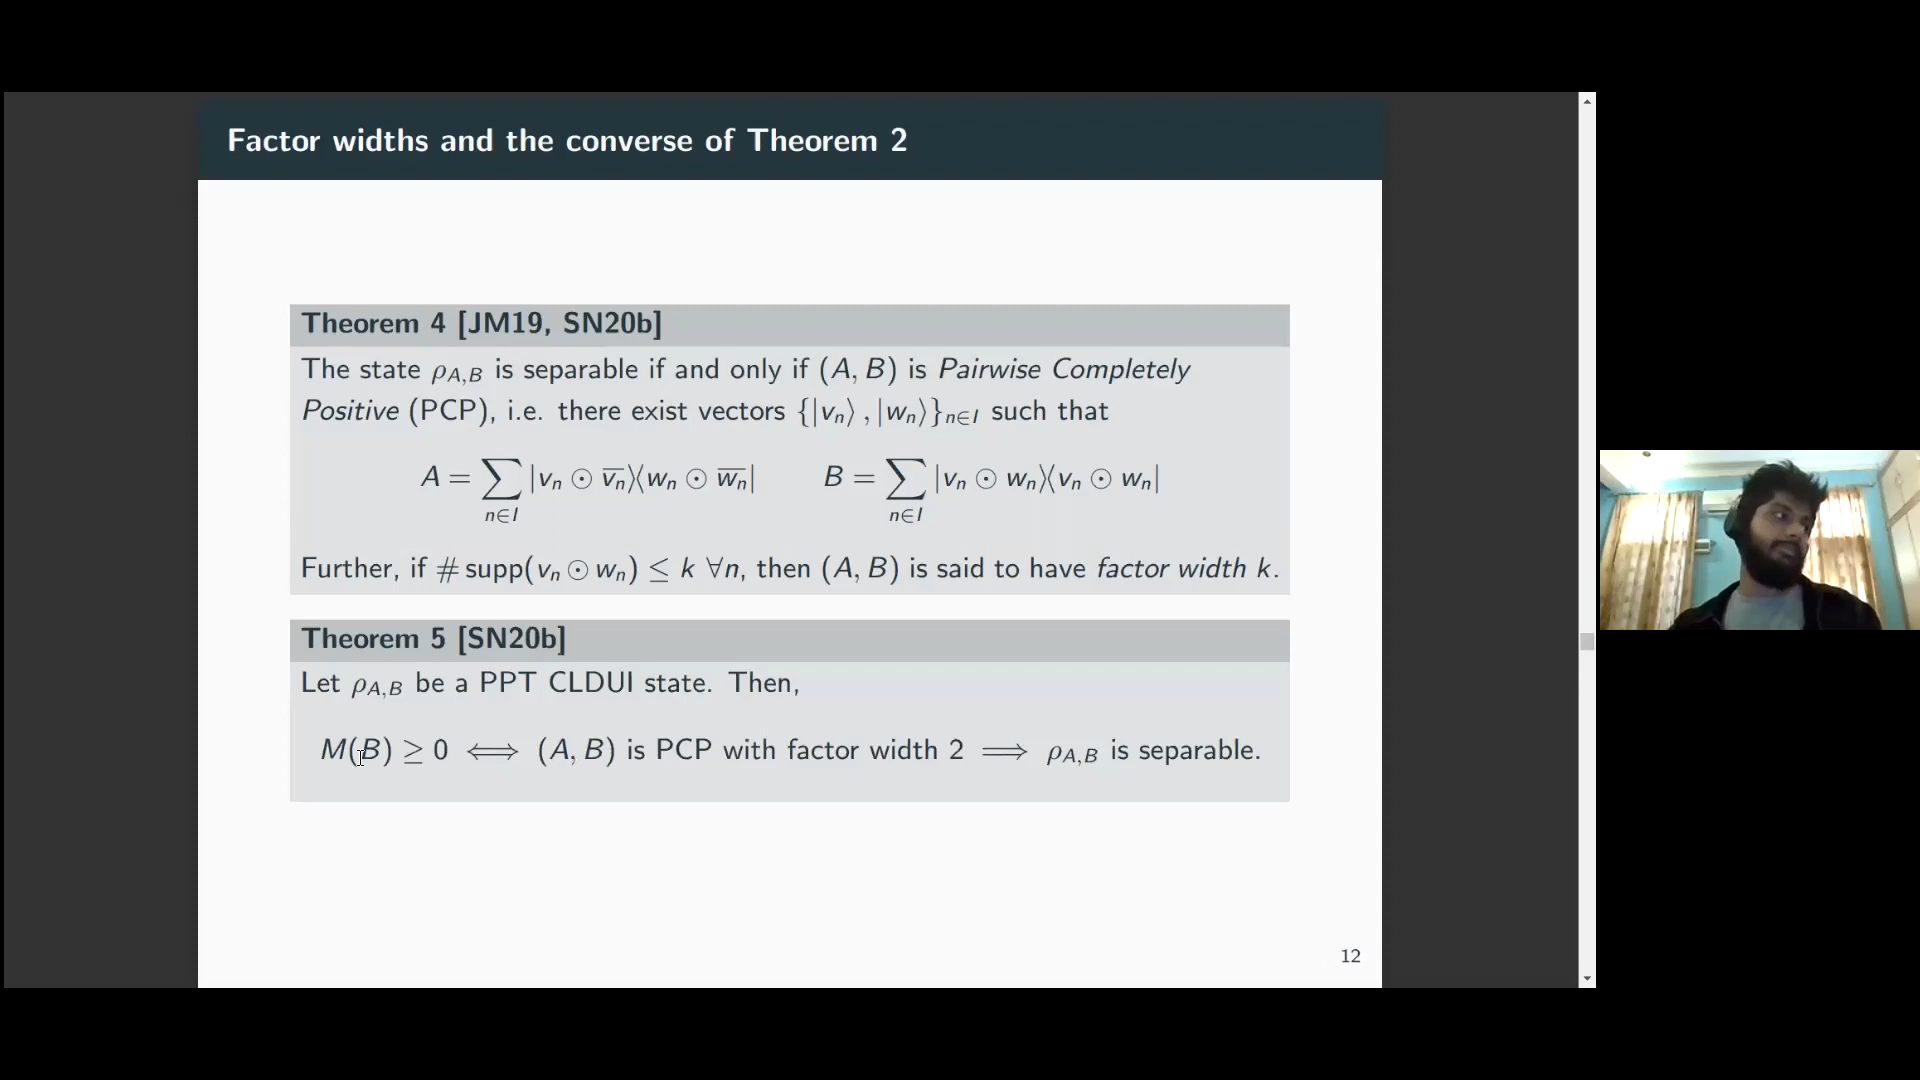 Factor widths and the converse of Theorem 2
Theorem 4 [JM19, SN20b]
The state ρ_{A,B} is separable if and only if (A, B) is Pairwise Completely
Positive (PCP), i.e. there exist vectors {|v_n⟩ , |w_n⟩}_{n∈I} such that
A = ∑_{n∈I} |v_n ⊙ \overline{v_n}⟩⟨w_n ⊙ \overline{w_n}|    B = ∑_{n∈I} |v_n ⊙ w_n⟩⟨v_n ⊙ w_n|
Further, if # supp(v_n ⊙ w_n) ≤ k ∀n, then (A, B) is said to have factor width k.
Theorem 5 [SN20b]
Let ρ_{A,B} be a PPT CLDUI state. Then,
M(B) ≥ 0 ⟺ (A, B) is PCP with factor width 2 ⟹ ρ_{A,B} is separable.
12